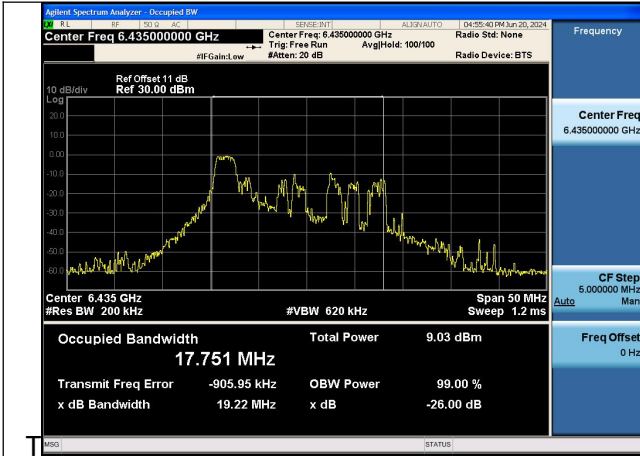 Agilent Spectrum Analyzer - Occupied BW
RL RF 50 Ω AC SENSE:INT ALIGNAUTO 04:55:40 PM Jun 20, 2024
Center Freq 6.435000000 GHz Center Freq: 6.435000000 GHz Radio Std: None
Trig: Free Run Avg|Hold: 100/100
#IFGain:Low #Atten: 20 dB Radio Device: BTS
Frequency
Ref Offset 11 dB
10 dB/div Ref 30.00 dBm
Log
20.0
10.0
0.00
-10.0
-20.0
-30.0
-40.0
-50.0
-60.0
Center Freq
6.435000000 GHz
Center 6.435 GHz Span 50 MHz
#Res BW 200 kHz #VBW 620 kHz Sweep 1.2 ms
CF Step
5.000000 MHz
Auto Man
Occupied Bandwidth Total Power 9.03 dBm
17.751 MHz
Transmit Freq Error -905.95 kHz OBW Power 99.00 %
x dB Bandwidth 19.22 MHz x dB -26.00 dB
Freq Offset
0 Hz
MSG STATUS
T